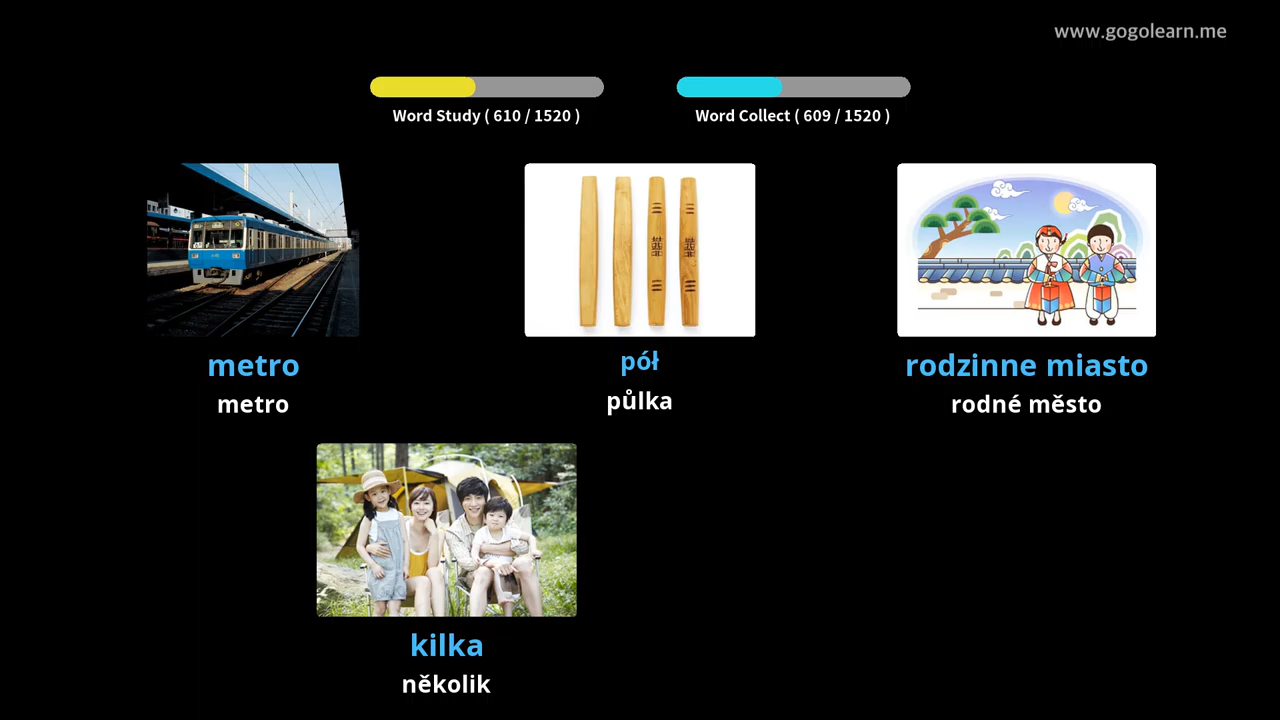 www.gogolearn.me
Word Study ( 610 / 1520 )
Word Collect ( 609 / 1520 )
metro
metro
pół
půlka
rodzinne miasto
rodné město
kilka
několik